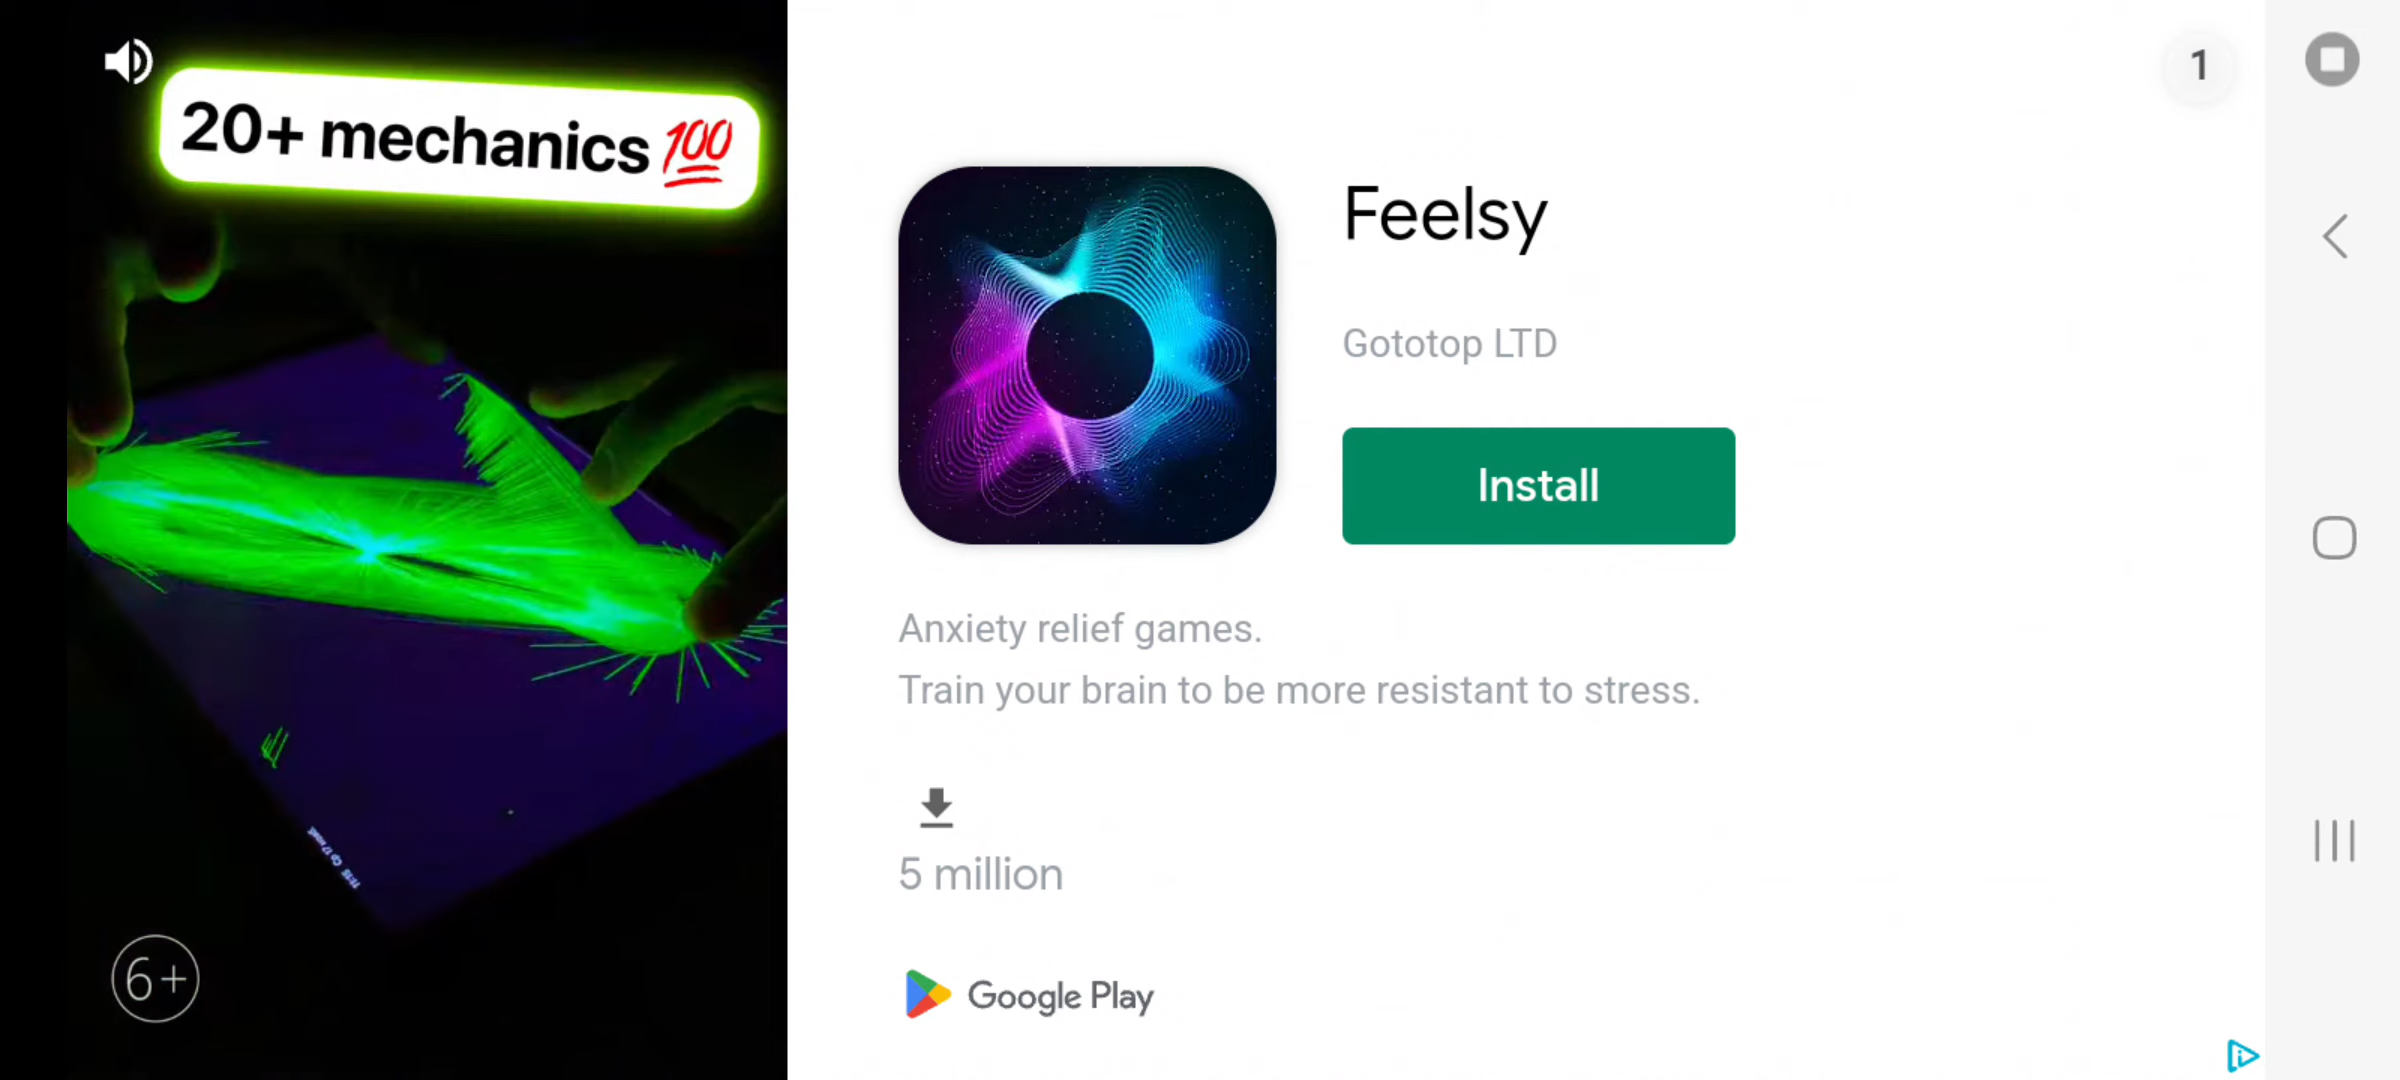 20+ mechanics 💯
1
Feelsy
Gototop LTD
Install
Anxiety relief games.
Train your brain to be more resistant to stress.
5 million
6+
Google Play